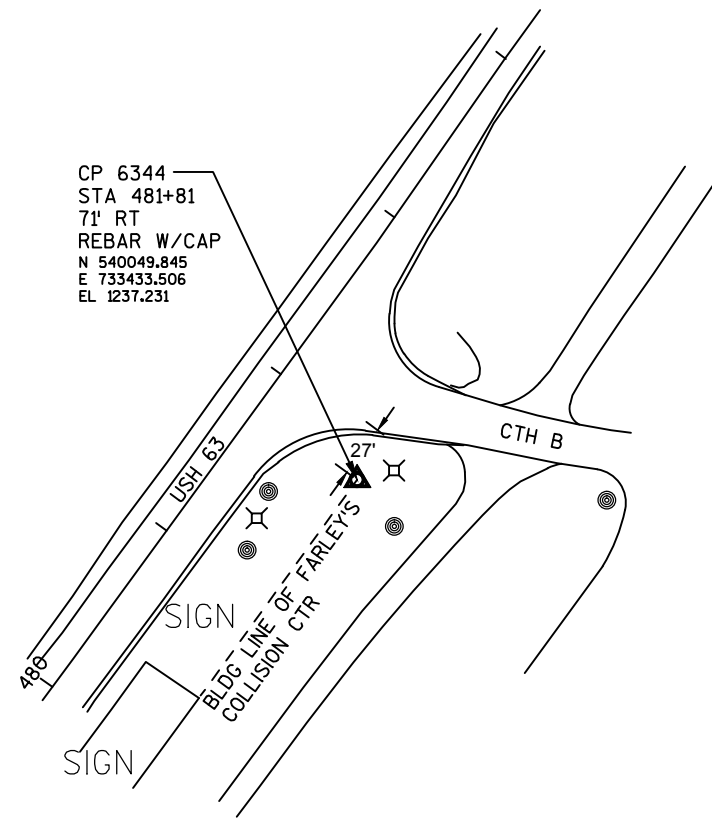 CP 6344
STA 481+81
71' RT
REBAR W/CAP
N 540049.845
E 733433.506
EL 1237.231
CTH B
27'
USH 63
BLDG LINE OF FARLEY'S
COLLISION CTR
SIGN
480
SIGN